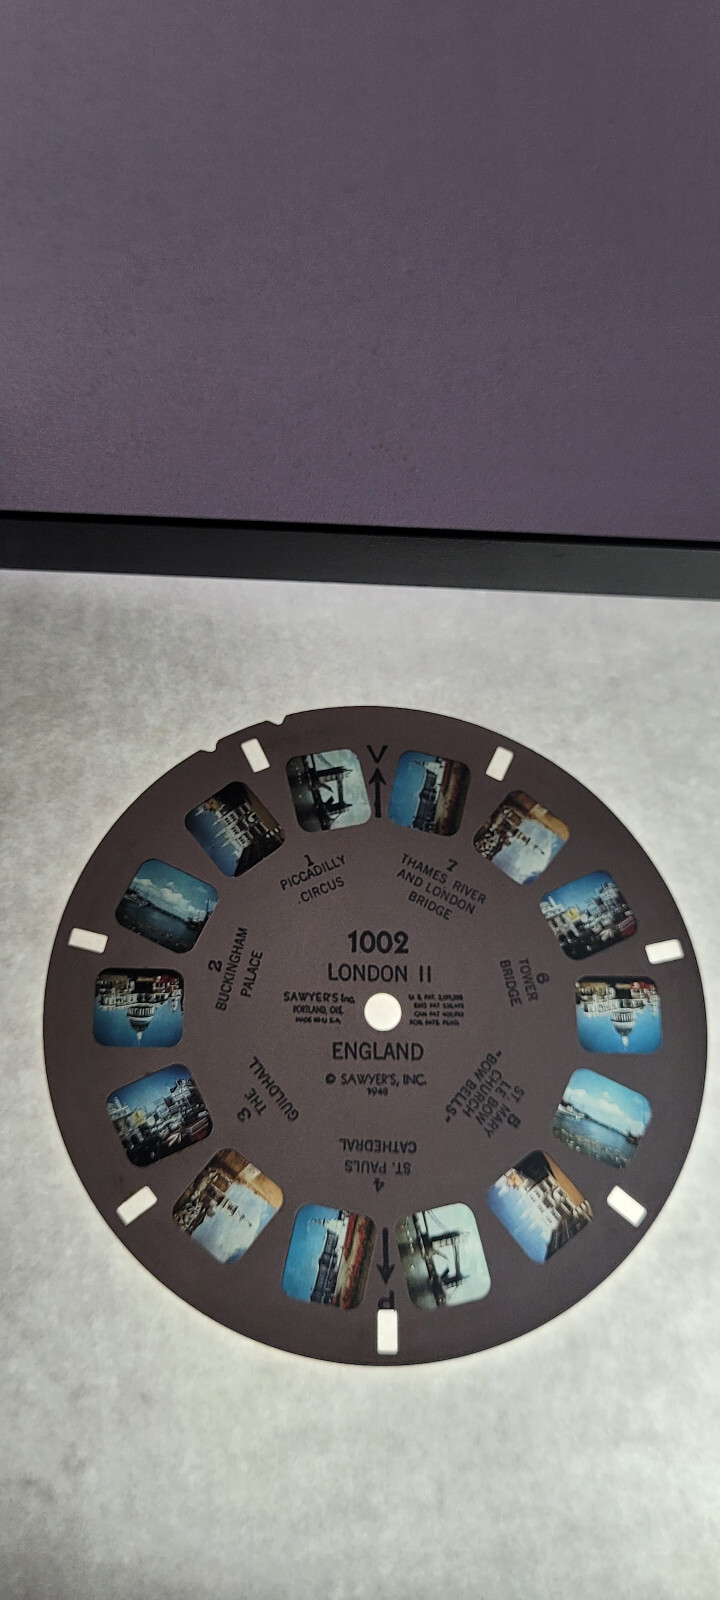 V
1
PICCADILLY
CIRCUS
7
THAMES RIVER
AND LONDON
BRIDGE
2
BUCKINGHAM
PALACE
6
TOWER
BRIDGE
1002
LONDON II
SAWYER'S Inc.
PORTLAND, ORE.
MADE IN U.S.A.
ENGLAND
© SAWYER'S, INC.
1948
3
THE
GUILDHALL
ST. MARY
LE BOW
CHURCH
"BOW BELLS"
4
ST. PAULS
CATHEDRAL